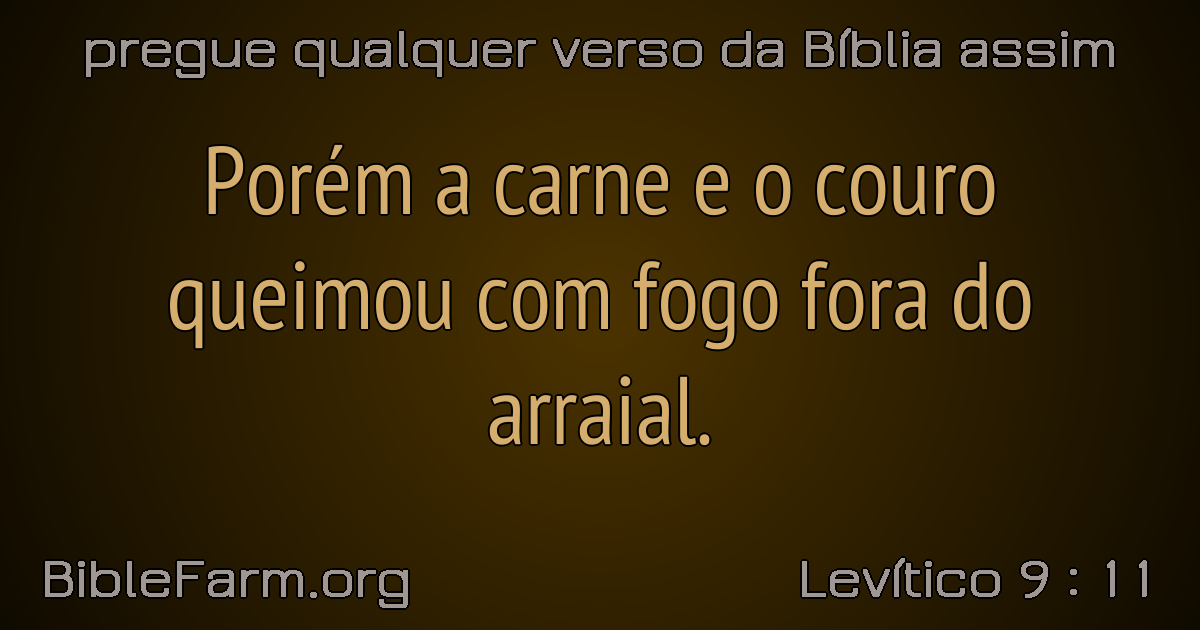 pregue qualquer verso da Bíblia assim
Porém a carne e o couro
queimou com fogo fora do
arraial.
BibleFarm.org
Levítico 9 : 11